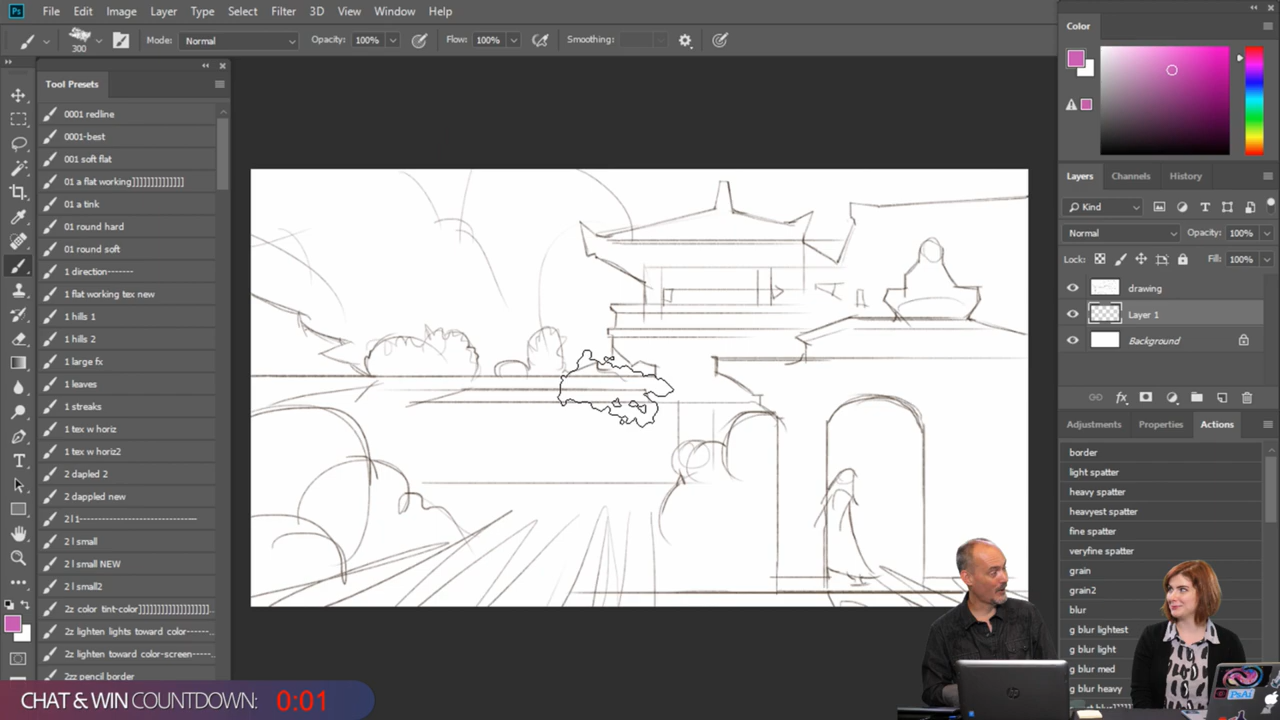 Ps File Edit Image Layer Type Select Filter 3D View Window Help
300 Mode: Normal Opacity: 100% Flow: 100% Smoothing:
Tool Presets
0001 redline
0001-best
001 soft flat
01 a flat working]]]]]]]]]]]]]]
01 a tink
01 round hard
01 round soft
1 direction-------
1 flat working tex new
1 hills 1
1 hills 2
1 large fx
1 leaves
1 streaks
1 tex w horiz
1 tex w horiz2
2 dapled 2
2 dappled new
2 l small
2 l small NEW
2 l small2
2z lighten lights toward color------...
2z lighten toward color-screen-----...
2z pencil border
Color
Layers Channels History
Kind
Normal Opacity: 100%
Lock: Fill: 100%
drawing
Layer 1
Background
Adjustments Properties Actions
border
light spatter
heavy spatter
heavyest spatter
fine spatter
veryfine spatter
grain
grain2
blur
g blur lightest
g blur light
g blur med
g blur heavy
PsAi
CHAT & WIN COUNTDOWN: 0:01